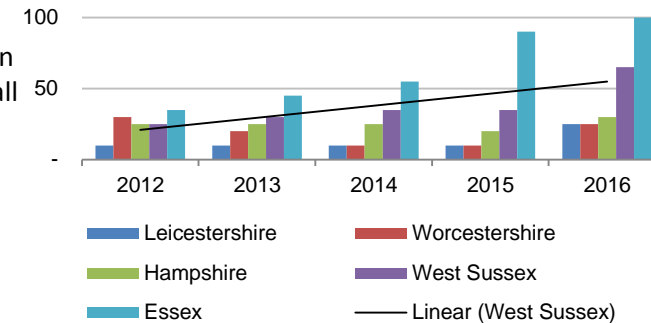 100
n
all
50
-
2012 2013 2014 2015 2016
Leicestershire Worcestershire
Hampshire West Sussex
Essex Linear (West Sussex)